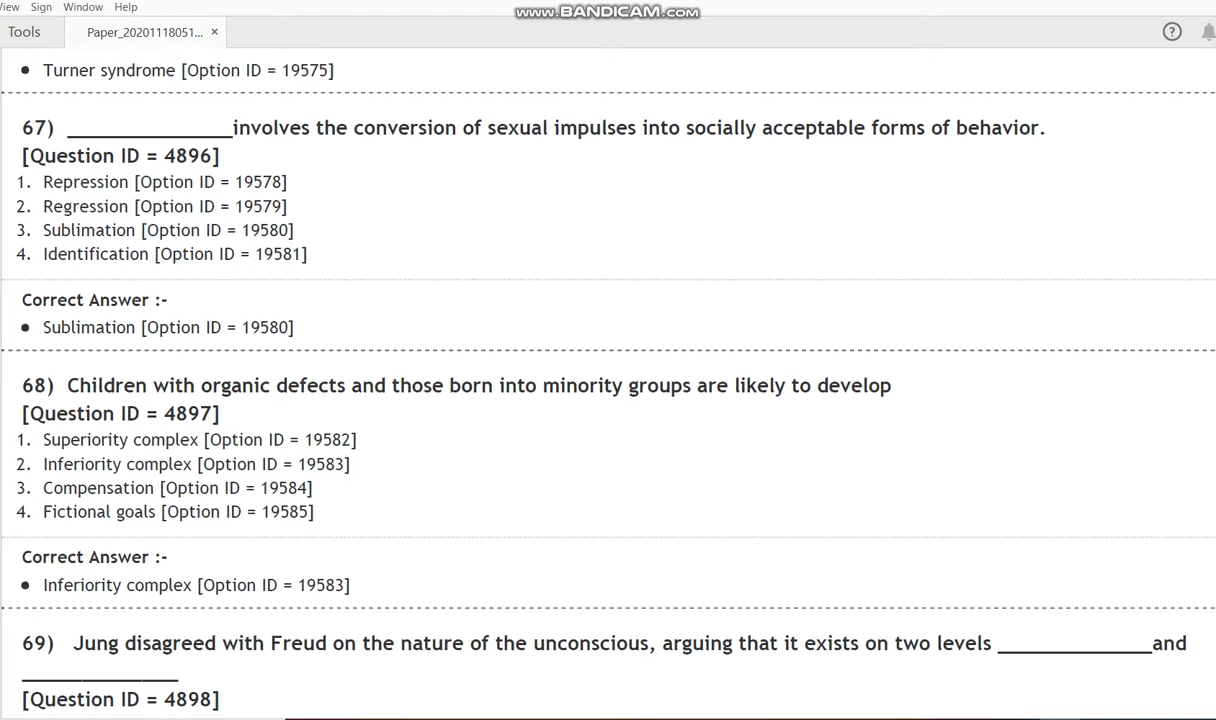 View Sign Window Help
www.BANDICAM.com
Tools Paper_20201118051... × ?
• Turner syndrome [Option ID = 19575]
67) _______________involves the conversion of sexual impulses into socially acceptable forms of behavior.
[Question ID = 4896]
1. Repression [Option ID = 19578]
2. Regression [Option ID = 19579]
3. Sublimation [Option ID = 19580]
4. Identification [Option ID = 19581]
Correct Answer :-
• Sublimation [Option ID = 19580]
68) Children with organic defects and those born into minority groups are likely to develop
[Question ID = 4897]
1. Superiority complex [Option ID = 19582]
2. Inferiority complex [Option ID = 19583]
3. Compensation [Option ID = 19584]
4. Fictional goals [Option ID = 19585]
Correct Answer :-
• Inferiority complex [Option ID = 19583]
69) Jung disagreed with Freud on the nature of the unconscious, arguing that it exists on two levels ______________and
______________
[Question ID = 4898]